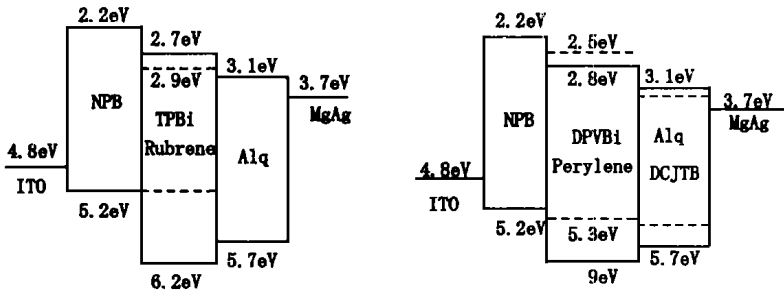 2.2eV
2.7eV
2.9eV
3.1eV
3.7eV
MgAg
NPB
TPBi
Rubrene
Alq
4.8eV
ITO
5.2eV
5.7eV
6.2eV
2.2eV
2.5eV
2.8eV
3.1eV
3.7eV
MgAg
NPB
DPVBi
Perylene
Alq
DCJTB
4.8eV
ITO
5.2eV
5.3eV
5.7eV
9eV